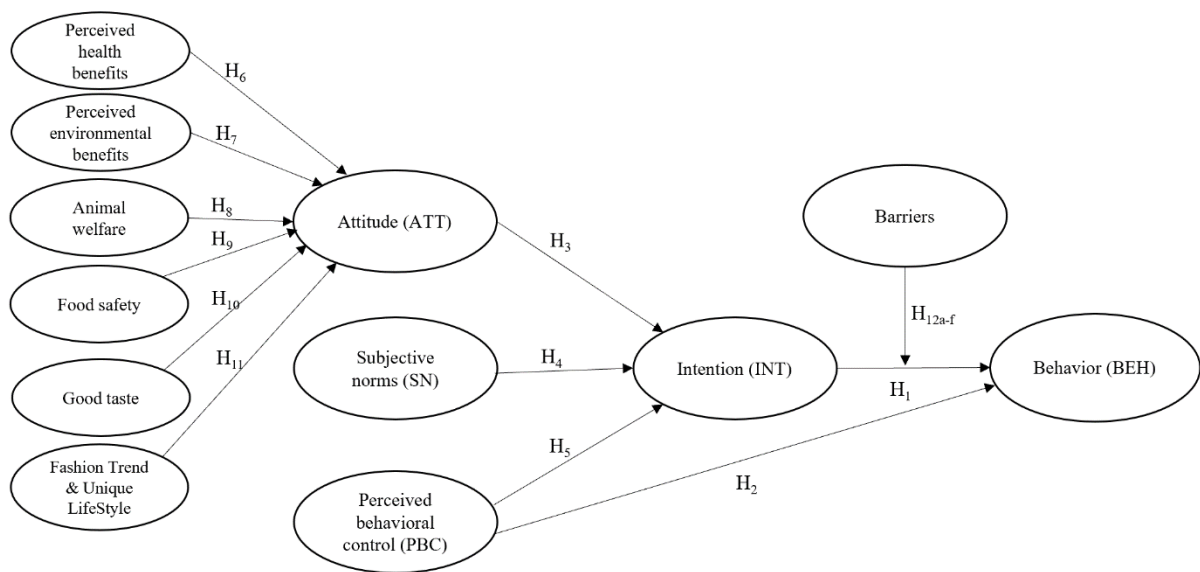 Perceived
health
benefits
H6
Perceived
environmental
benefits
H7
Animal
welfare
H8
H9
Food safety
H10
Good taste
H11
Fashion Trend
& Unique
LifeStyle
Attitude (ATT)
H3
Subjective
norms (SN)
H4
Perceived
behavioral
control (PBC)
H5
Intention (INT)
Barriers
H12a-f
H1
H2
Behavior (BEH)